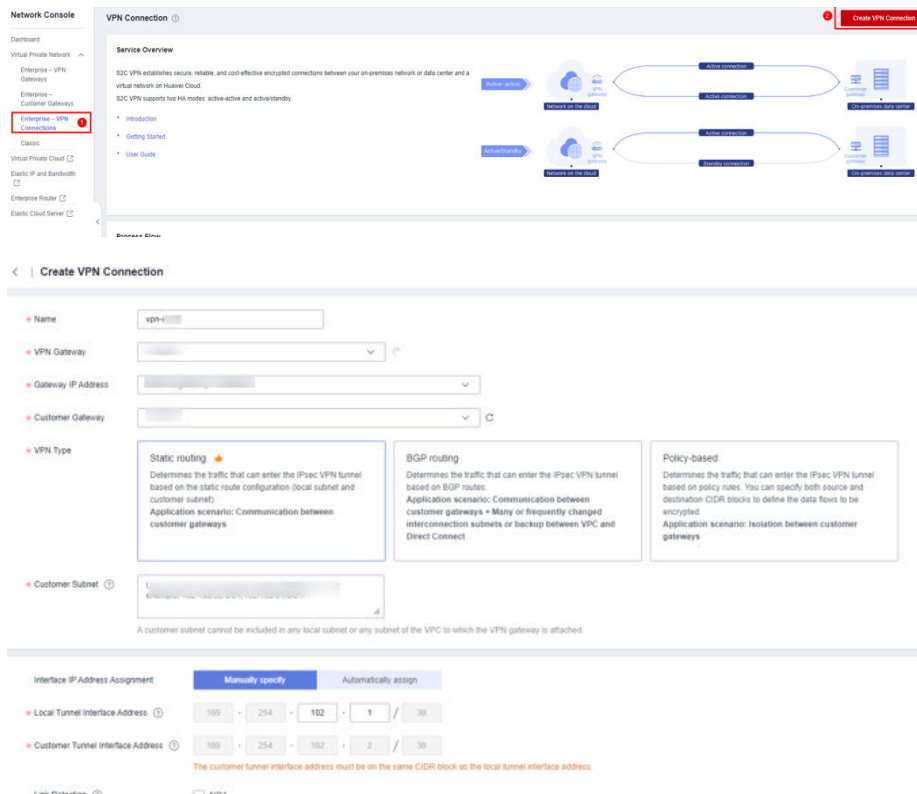 Network Console
Dashboard
Virtual Private Network
Enterprise – VPN
Gateways
Enterprise –
Customer Gateways
Enterprise – VPN
Connections
1
Classic
Virtual Private Cloud
Elastic IP and Bandwidth
Enterprise Router
Elastic Cloud Server
VPN Connection
2
Create VPN Connection
Service Overview
S2C VPN establishes secure, reliable, and cost-effective encrypted connections between your on-premises network or data center and a
virtual network on Huawei Cloud.
S2C VPN supports two HA modes: active-active and active/standby.
Introduction
Getting Started
User Guide
Active-active
VPN
gateway
Network on the cloud
Active connection
Active connection
Customer
gateway
On-premises data center
Active/Standby
VPN
gateway
Network on the cloud
Active connection
Standby connection
Customer
gateway
On-premises data center
Process Flow
Create VPN Connection
* Name
vpn-
* VPN Gateway
* Gateway IP Address
* Customer Gateway
* VPN Type
Static routing
Determines the traffic that can enter the IPsec VPN tunnel
based on the static route configuration (local subnet and
customer subnet).
Application scenario: Communication between
customer gateways
BGP routing
Determines the traffic that can enter the IPsec VPN tunnel
based on BGP routes.
Application scenario: Communication between
customer gateways + Many or frequently changed
interconnection subnets or backup between VPC and
Direct Connect
Policy-based
Determines the traffic that can enter the IPsec VPN tunnel
based on policy rules. You can specify both source and
destination CIDR blocks to define the data flows to be
encrypted.
Application scenario: Isolation between customer
gateways
* Customer Subnet
A customer subnet cannot be included in any local subnet or any subnet of the VPC to which the VPN gateway is attached.
Interface IP Address Assignment
Manually specify
Automatically assign
* Local Tunnel Interface Address
169 . 254 . 102 . 1 / 30
* Customer Tunnel Interface Address
169 . 254 . 102 . 2 / 30
The customer tunnel interface address must be on the same CIDR block as the local tunnel interface address
Link Detection
NQA